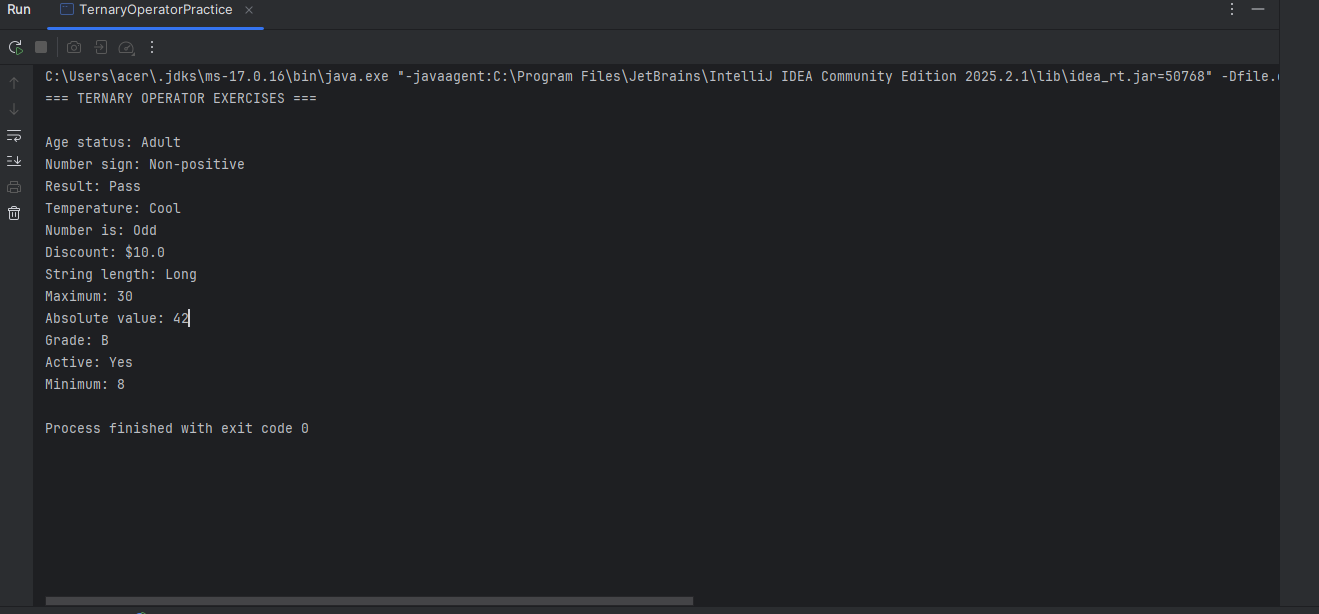 Run TernaryOperatorPractice
C:\Users\acer\.jdks\ms-17.0.16\bin\java.exe "-javaagent:C:\Program Files\JetBrains\IntelliJ IDEA Community Edition 2025.2.1\lib\idea_rt.jar=50768" -Dfile.
=== TERNARY OPERATOR EXERCISES ===
Age status: Adult
Number sign: Non-positive
Result: Pass
Temperature: Cool
Number is: Odd
Discount: $10.0
String length: Long
Maximum: 30
Absolute value: 42
Grade: B
Active: Yes
Minimum: 8
Process finished with exit code 0